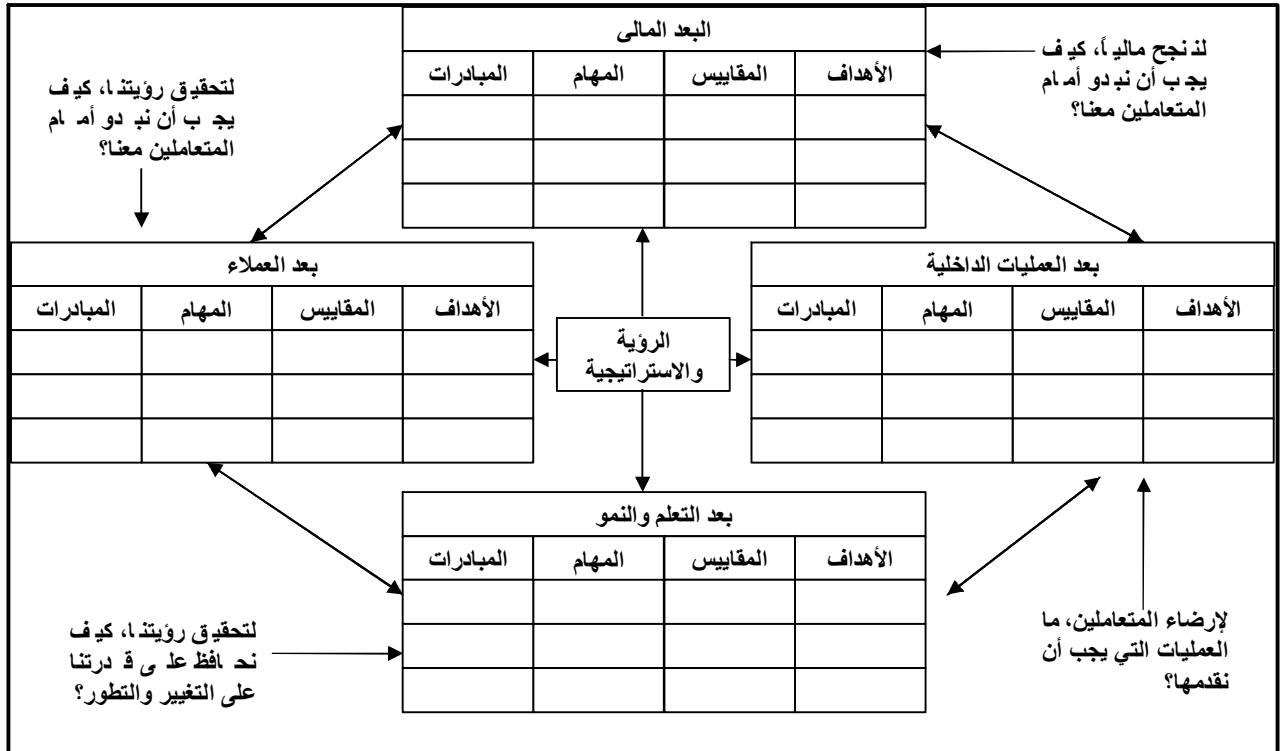 البعد المالى
الأهداف المقاييس المهام المبادرات
لننجح مالياً، كيف
يجب أن نبدو أمام
المتعاملين معنا؟
لتحقيق رؤيتنا، كيف
يجب أن نبدو أمام
المتعاملين معنا؟
بعد العمليات الداخلية
الأهداف المقاييس المهام المبادرات
بعد العملاء
الأهداف المقاييس المهام المبادرات
الرؤية
والاستراتيجية
بعد التعلم والنمو
الأهداف المقاييس المهام المبادرات
لإرضاء المتعاملين، ما
العمليات التي يجب أن
نقدمها؟
لتحقيق رؤيتنا، كيف
نحافظ على قدرتنا
على التغيير والتطور؟